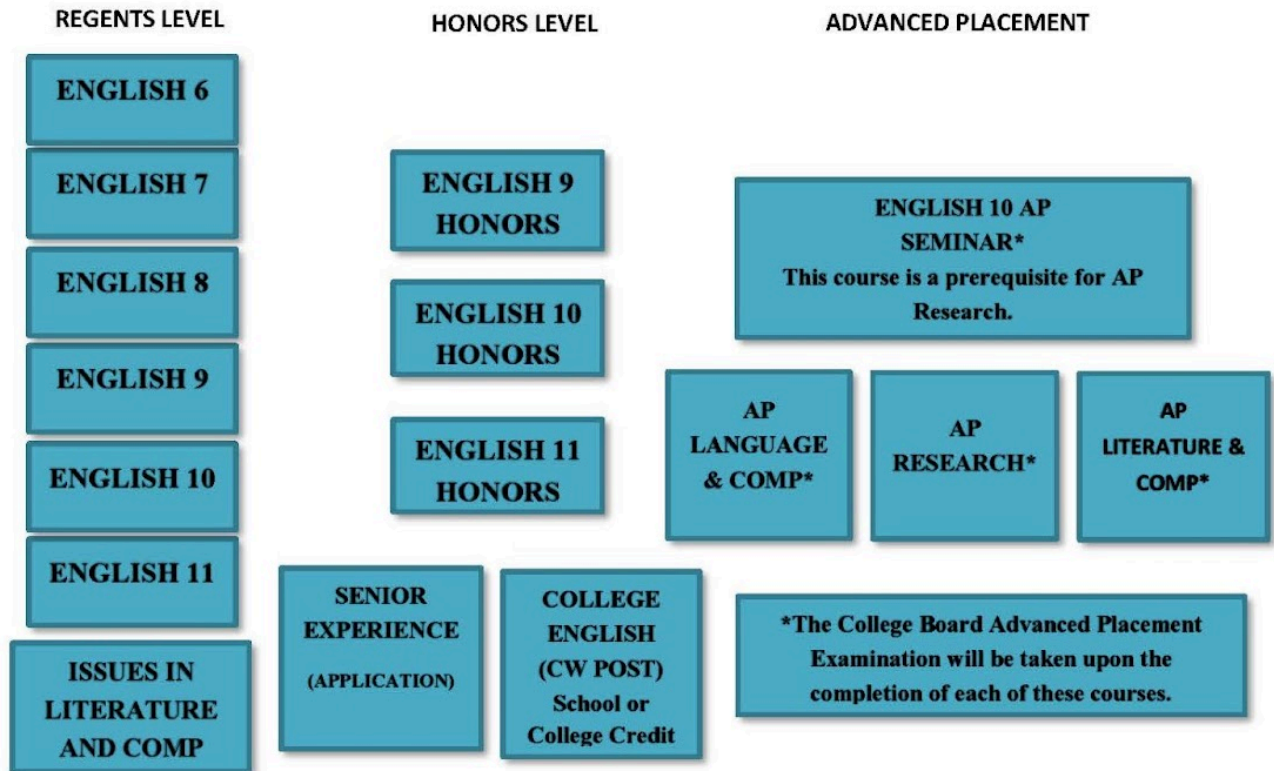 REGENTS LEVEL
HONORS LEVEL
ADVANCED PLACEMENT
ENGLISH 6
ENGLISH 7
ENGLISH 8
ENGLISH 9
ENGLISH 10
ENGLISH 11
ISSUES IN
LITERATURE
AND COMP
ENGLISH 9
HONORS
ENGLISH 10
HONORS
ENGLISH 11
HONORS
SENIOR
EXPERIENCE
(APPLICATION)
COLLEGE
ENGLISH
(CW POST)
School or
College Credit
ENGLISH 10 AP
SEMINAR*
This course is a prerequisite for AP
Research.
AP
LANGUAGE
& COMP*
AP
RESEARCH*
AP
LITERATURE &
COMP*
*The College Board Advanced Placement
Examination will be taken upon the
completion of each of these courses.